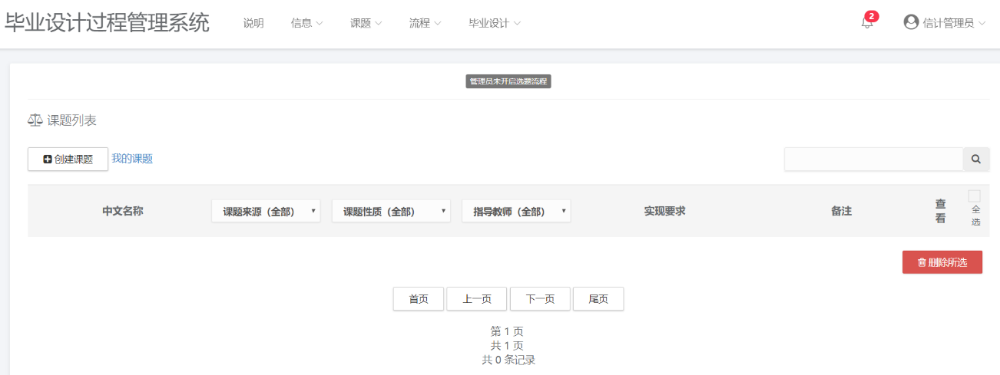 毕业设计过程管理系统 说明 信息 课题 流程 毕业设计 2 信计管理员
管理员未开启选题流程
课题列表
创建课题 我的课题
中文名称 课题来源（全部） 课题性质（全部） 指导教师（全部） 实现要求 备注 查看 全选
删除所选
首页 上一页 下一页 尾页
第 1 页
共 1 页
共 0 条记录